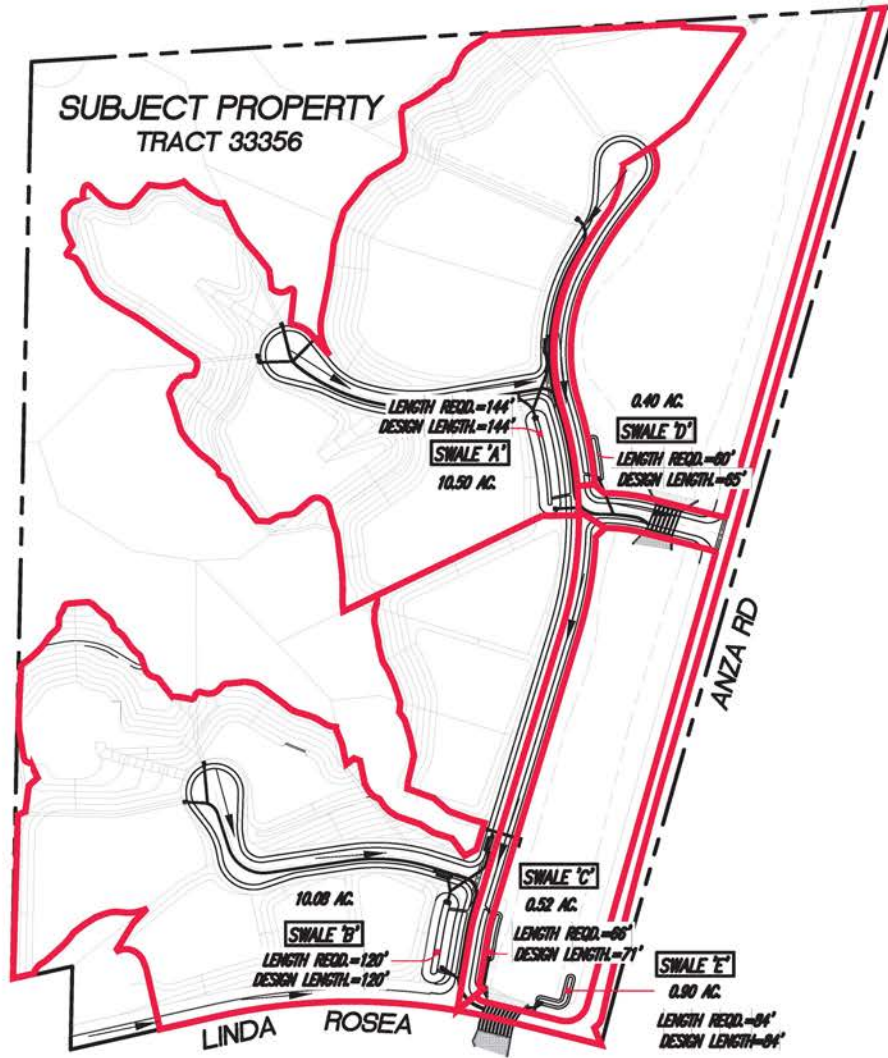 SUBJECT PROPERTY
TRACT 33356
LENGTH REQD.=144'
DESIGN LENGTH.=144'
SWALE 'A'
10.50 AC.
0.40 AC.
SWALE 'D'
LENGTH REQD.=60'
DESIGN LENGTH.=65'
ANZA RD
10.08 AC.
SWALE 'B'
LENGTH REQD.=120'
DESIGN LENGTH.=120'
SWALE 'C'
0.52 AC.
LENGTH REQD.=66'
DESIGN LENGTH.=71'
SWALE 'E'
0.90 AC.
LENGTH REQD.=84'
DESIGN LENGTH=84'
LINDA ROSEA